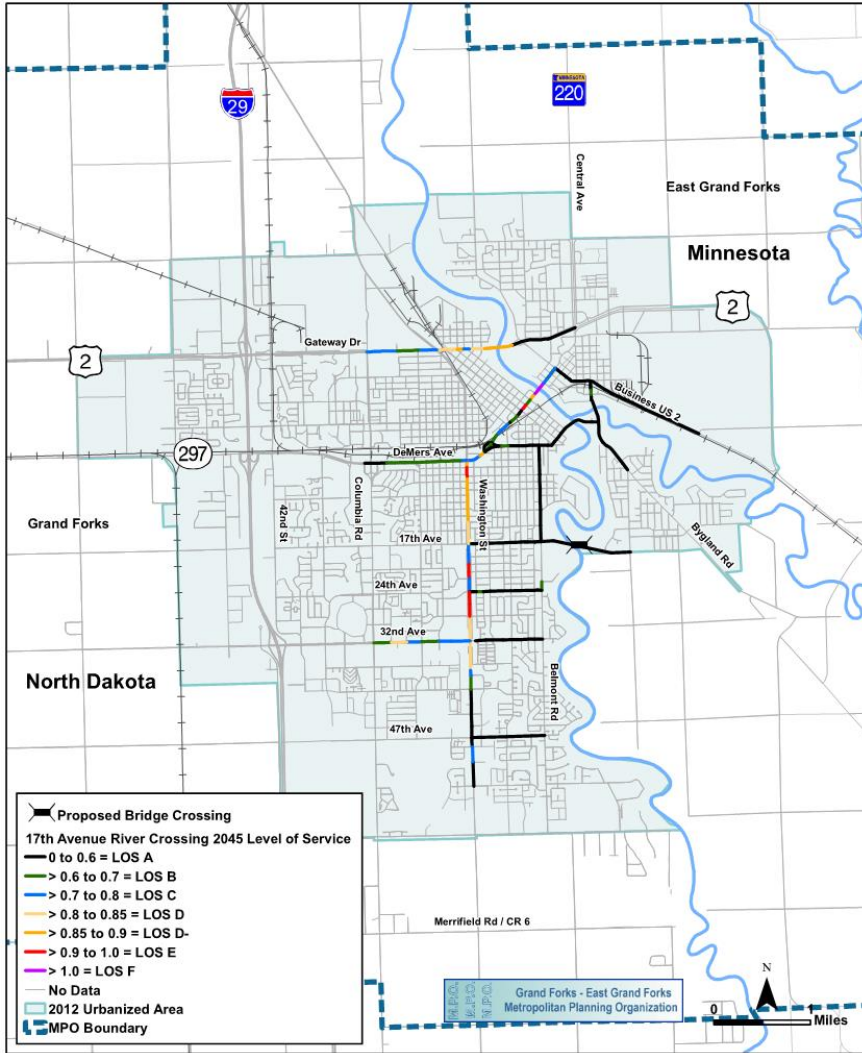 29
MINNESOTA
220
Central Ave
East Grand Forks
Minnesota
2
Gateway Dr
2
Business US 2
297
DeMers Ave
Columbia Rd
42nd St
Washington St
Grand Forks
17th Ave
Bygland Rd
24th Ave
32nd Ave
North Dakota
Belmont Rd
47th Ave
Proposed Bridge Crossing
17th Avenue River Crossing 2045 Level of Service
0 to 0.6 = LOS A
> 0.6 to 0.7 = LOS B
> 0.7 to 0.8 = LOS C
> 0.8 to 0.85 = LOS D
> 0.85 to 0.9 = LOS D-
> 0.9 to 1.0 = LOS E
> 1.0 = LOS F
No Data
2012 Urbanized Area
MPO Boundary
Merrifield Rd / CR 6
M.P.O.
M.P.O.
M.P.O.
Grand Forks - East Grand Forks
Metropolitan Planning Organization
N
0 1
Miles